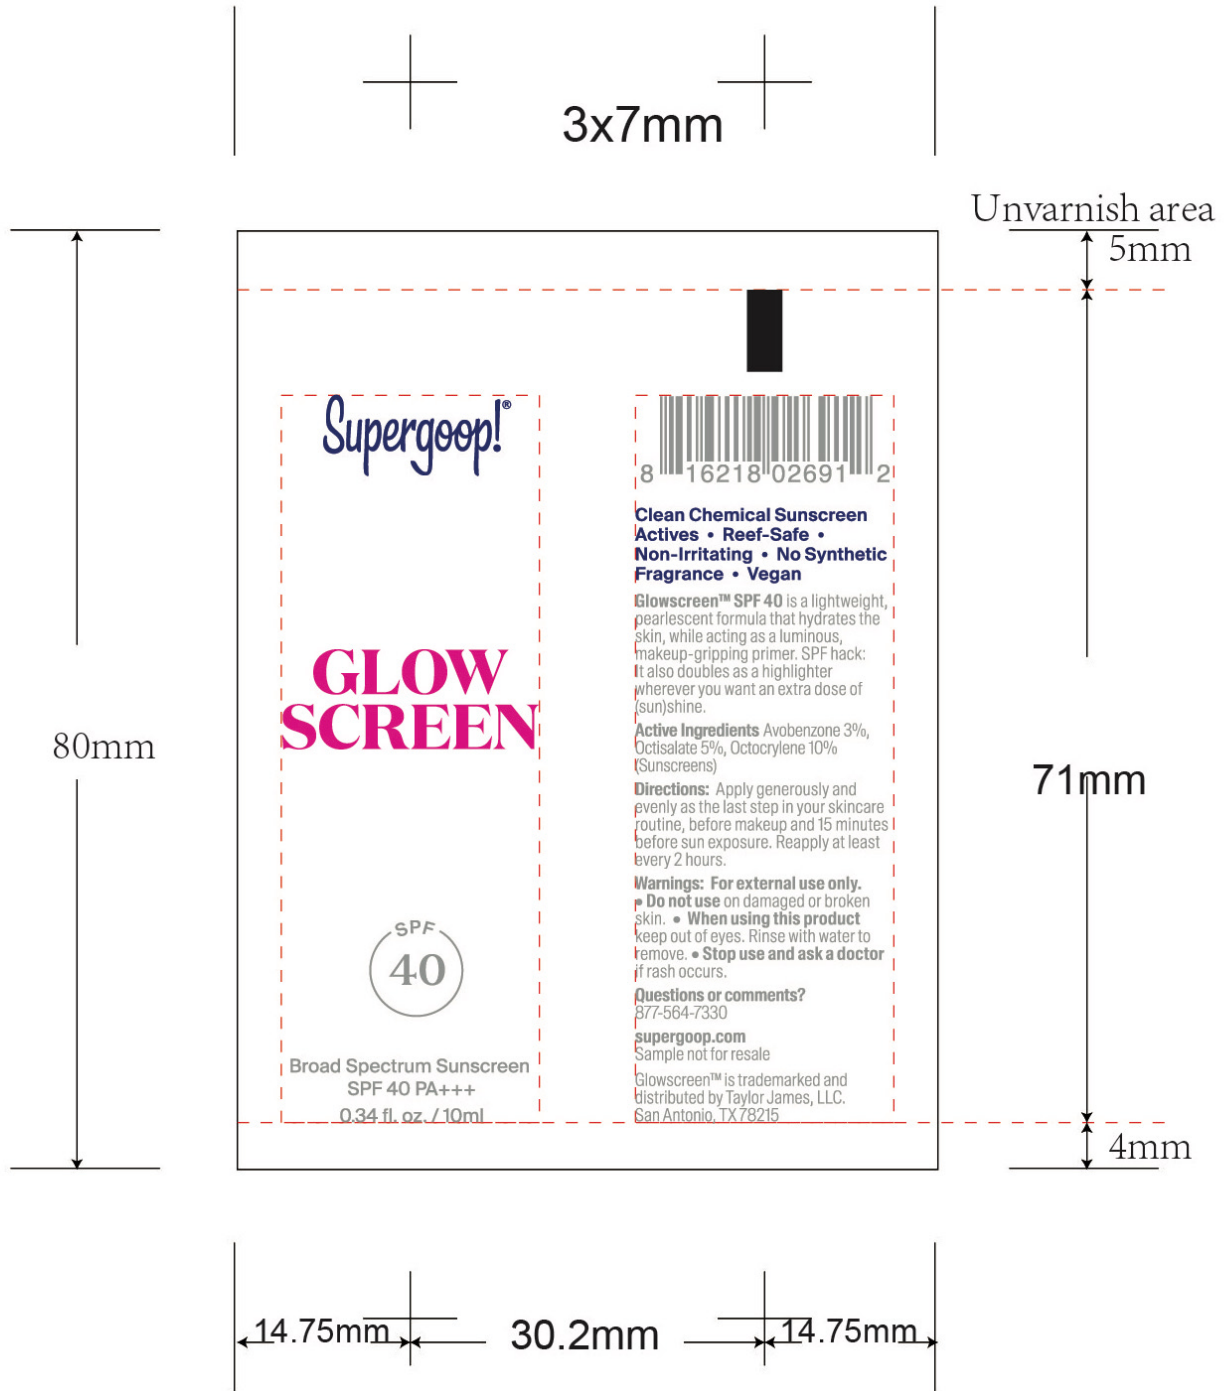 3x7mm
Unvarnish area
5mm
Supergoop!®
8 16218 02691 2
Clean Chemical Sunscreen
Actives • Reef-Safe •
Non-Irritating • No Synthetic
Fragrance • Vegan
Glowscreen™ SPF 40 is a lightweight,
pearlescent formula that hydrates the
skin, while acting as a luminous,
makeup-gripping primer. SPF hack:
It also doubles as a highlighter
wherever you want an extra dose of
(sun)shine.
GLOW
SCREEN
80mm
71mm
Active Ingredients Avobenzone 3%,
Octisalate 5%, Octocrylene 10%
(Sunscreens)
Directions: Apply generously and
evenly as the last step in your skincare
routine, before makeup and 15 minutes
before sun exposure. Reapply at least
every 2 hours.
Warnings: For external use only.
• Do not use on damaged or broken
skin. • When using this product
keep out of eyes. Rinse with water to
remove. • Stop use and ask a doctor
if rash occurs.
Questions or comments?
877-564-7330
supergoop.com
Sample not for resale
Glowscreen™ is trademarked and
distributed by Taylor James, LLC.
San Antonio, TX 78215
SPF
40
Broad Spectrum Sunscreen
SPF 40 PA+++
0.34 fl. oz. / 10ml
4mm
14.75mm
30.2mm
14.75mm